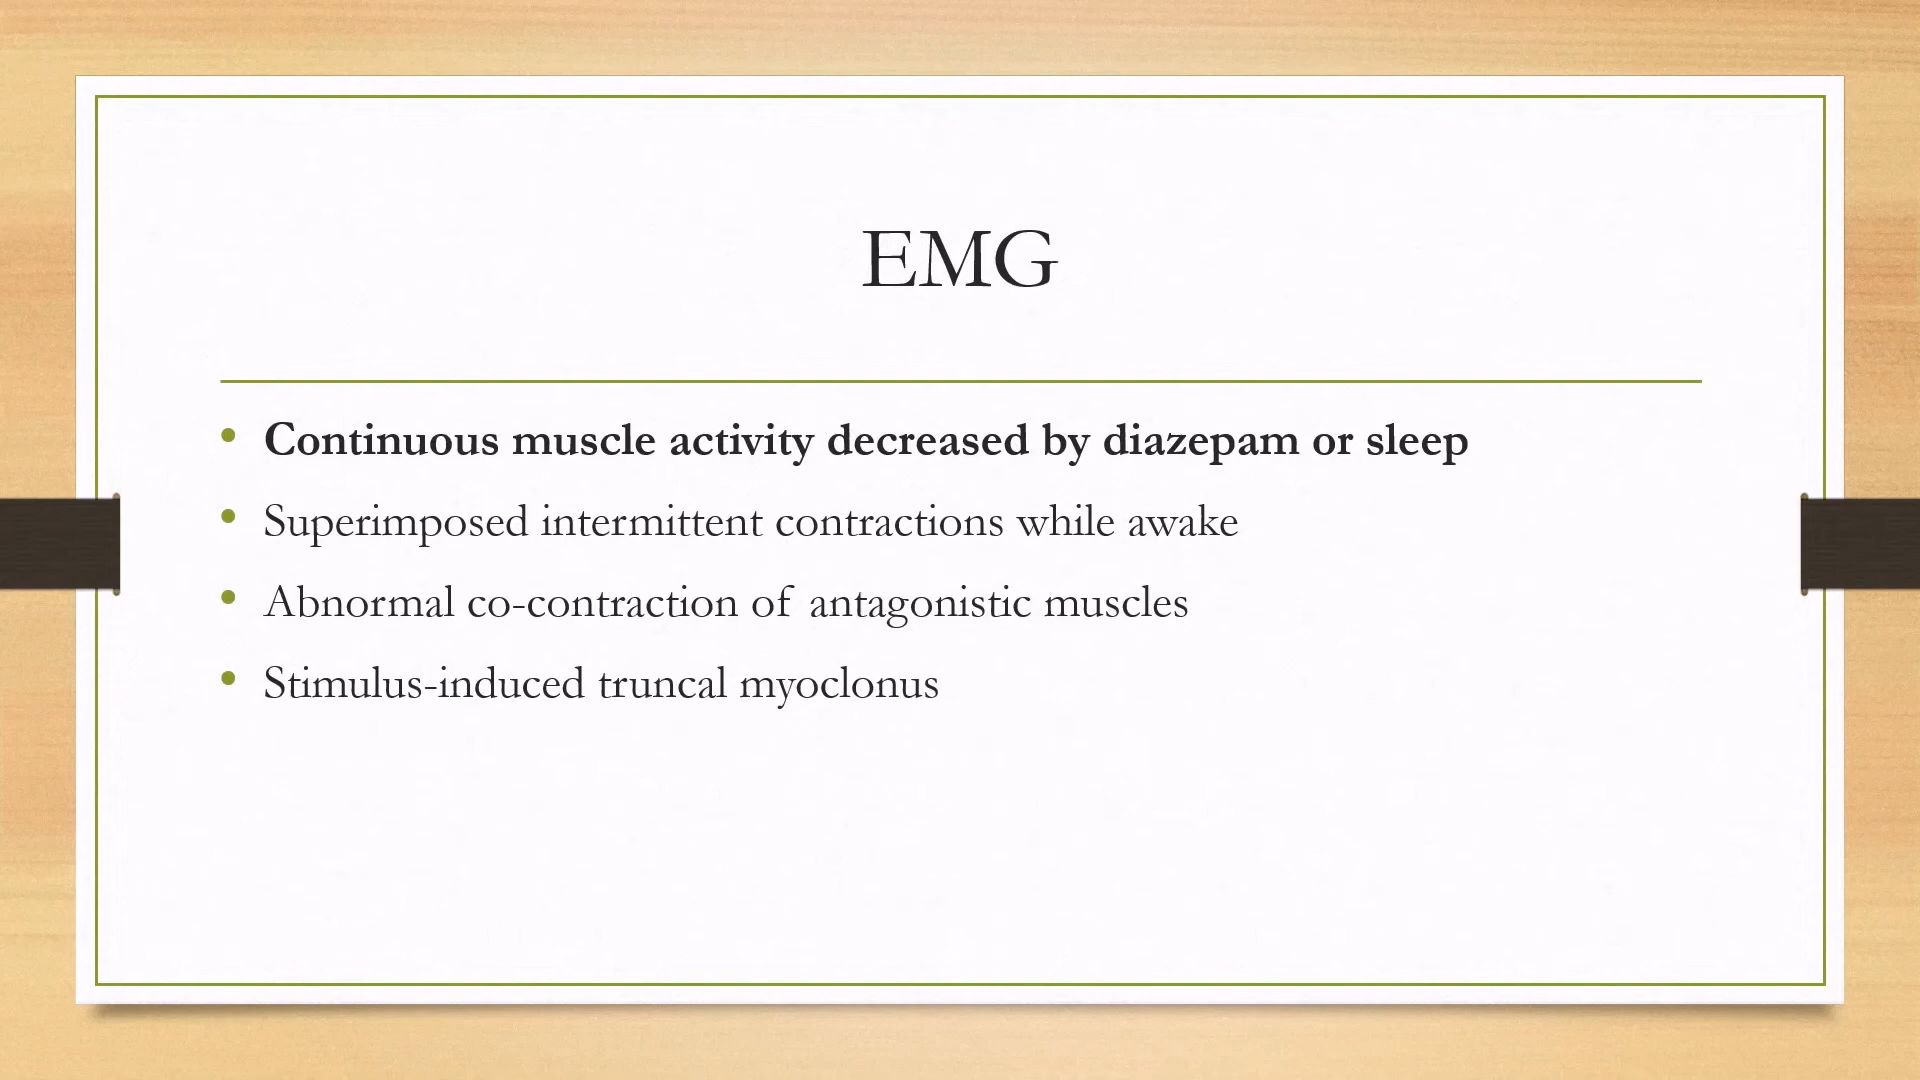 EMG
• Continuous muscle activity decreased by diazepam or sleep
• Superimposed intermittent contractions while awake
• Abnormal co-contraction of antagonistic muscles
• Stimulus-induced truncal myoclonus